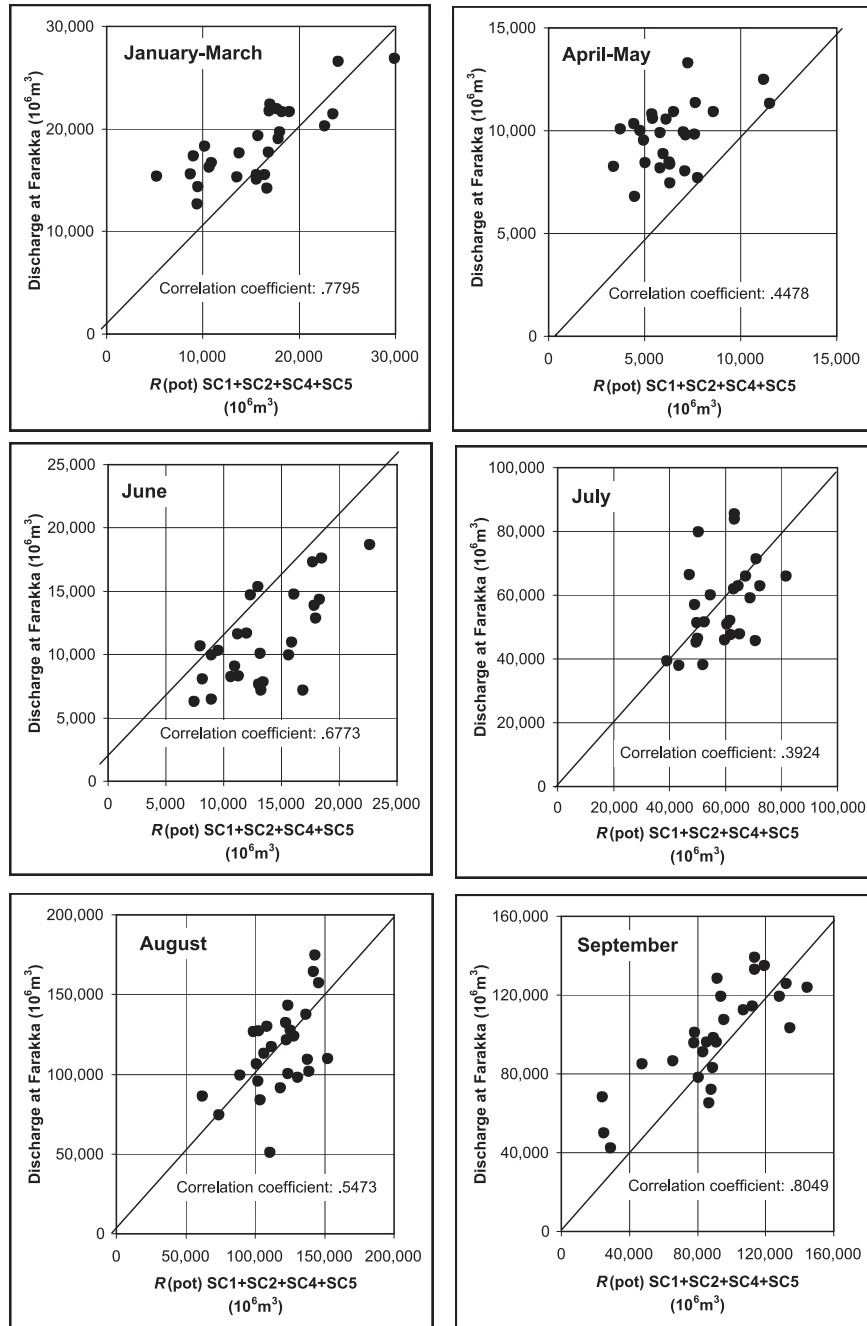 January-March
Discharge at Farakka (10⁶m³)
30,000
20,000
10,000
0
0 10,000 20,000 30,000
Correlation coefficient: .7795
R(pot) SC1+SC2+SC4+SC5
(10⁶m³)
April-May
Discharge at Farakka (10⁶m³)
15,000
10,000
5,000
0
0 5,000 10,000 15,000
Correlation coefficient: .4478
R(pot) SC1+SC2+SC4+SC5
(10⁶m³)
June
Discharge at Farakka (10⁶m³)
25,000
20,000
15,000
10,000
5,000
0
0 5,000 10,000 15,000 20,000 25,000
Correlation coefficient: .6773
R(pot) SC1+SC2+SC4+SC5
(10⁶m³)
July
Discharge at Farakka (10⁶m³)
100,000
80,000
60,000
40,000
20,000
0
0 20,000 40,000 60,000 80,000 100,000
Correlation coefficient: .3924
R(pot) SC1+SC2+SC4+SC5
(10⁶m³)
August
Discharge at Farakka (10⁶m³)
200,000
150,000
100,000
50,000
0
0 50,000 100,000 150,000 200,000
Correlation coefficient: .5473
R(pot) SC1+SC2+SC4+SC5
(10⁶m³)
September
Discharge at Farakka (10⁶m³)
160,000
120,000
80,000
40,000
0
0 40,000 80,000 120,000 160,000
Correlation coefficient: .8049
R(pot) SC1+SC2+SC4+SC5
(10⁶m³)